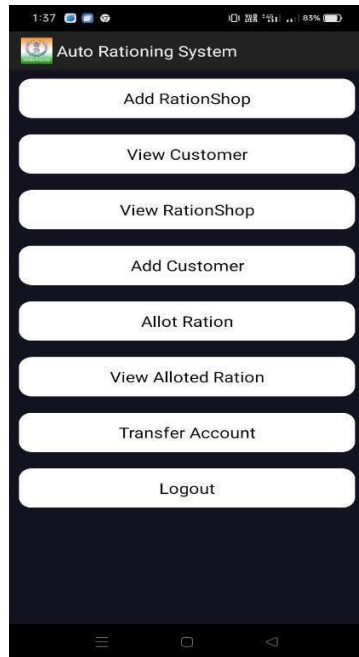 1:37
83%
Auto Rationing System
Add RationShop
View Customer
View RationShop
Add Customer
Allot Ration
View Alloted Ration
Transfer Account
Logout